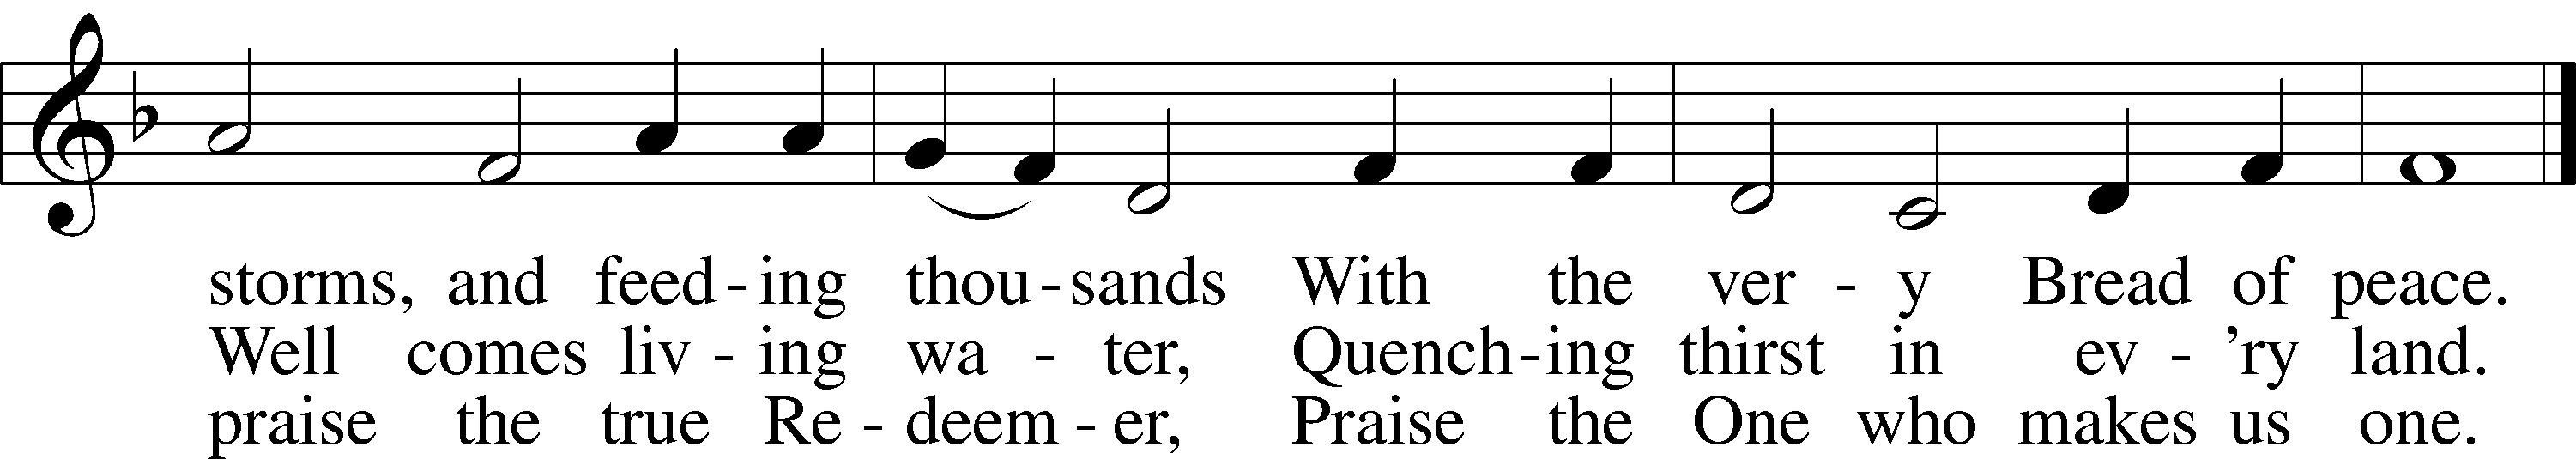 storms, and feed - ing thou - sands With the ver - y Bread of peace.
Well comes liv - ing wa - ter, Quench - ing thirst in ev - 'ry land.
praise the true Re - deem - er, Praise the One who makes us one.